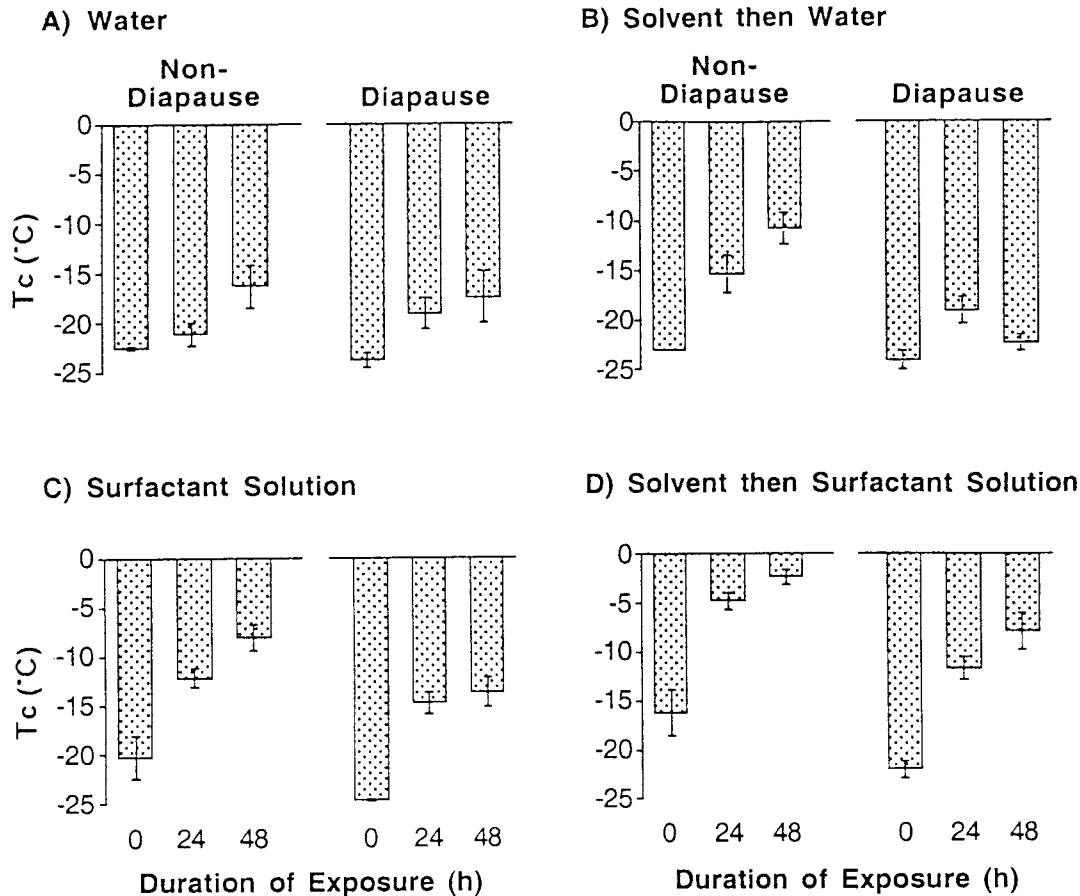 A) Water
Non-
Diapause
Diapause
0
-5
-10
-15
-20
-25
Tc (°C)
B) Solvent then Water
Non-
Diapause
Diapause
0
-5
-10
-15
-20
-25
C) Surfactant Solution
0
-5
-10
-15
-20
-25
Tc (°C)
0 24 48 0 24 48
Duration of Exposure (h)
D) Solvent then Surfactant Solution
0
-5
-10
-15
-20
-25
0 24 48 0 24 48
Duration of Exposure (h)